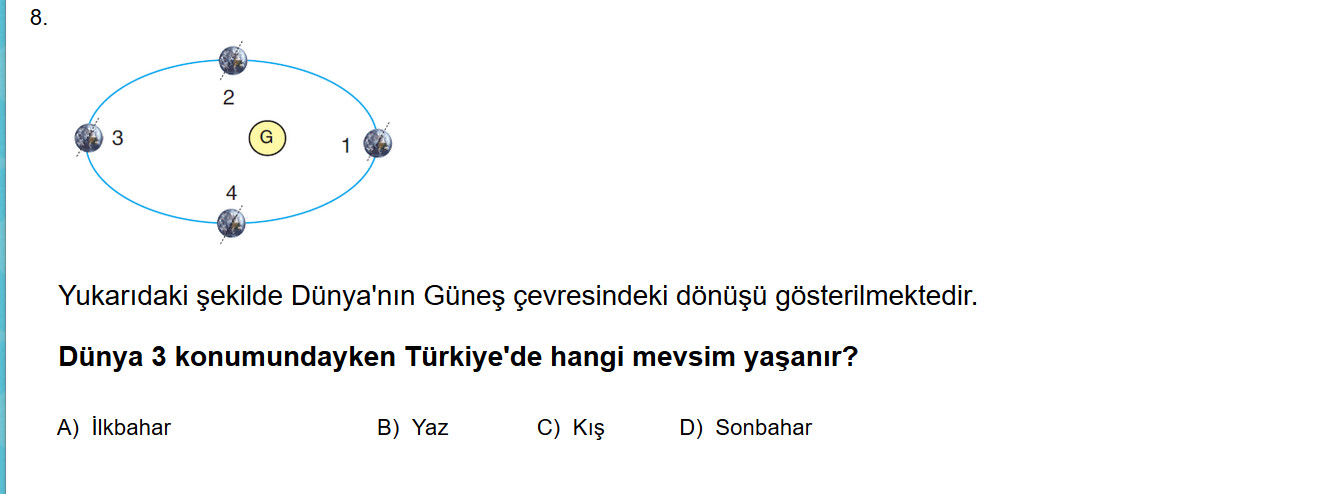 8.
2
3
G
1
4
Yukarıdaki şekilde Dünya'nın Güneş çevresindeki dönüşü gösterilmektedir.
Dünya 3 konumundayken Türkiye'de hangi mevsim yaşanır?
A) İlkbahar B) Yaz C) Kış D) Sonbahar